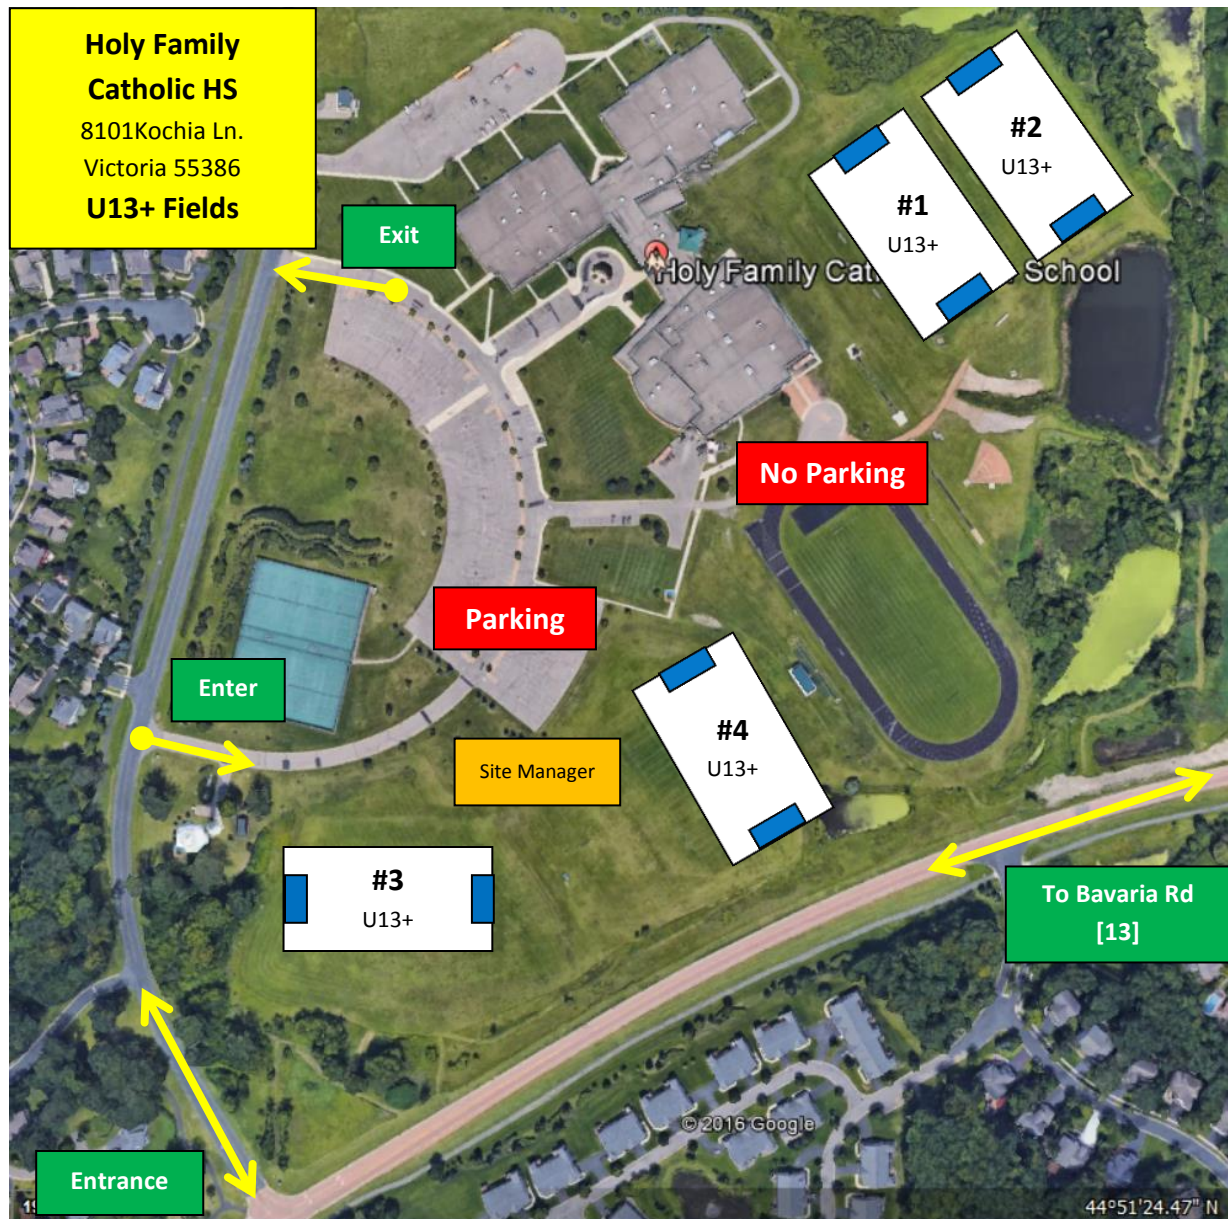 Holy Family
Catholic HS
8101Kochia Ln.
Victoria 55386
U13+ Fields
Exit
#2
U13+
#1
U13+
Holy Family Cat
School
No Parking
Parking
Enter
#4
U13+
Site Manager
#3
U13+
To Bavaria Rd
[13]
© 2016 Google
Entrance
44°51'24.47" N